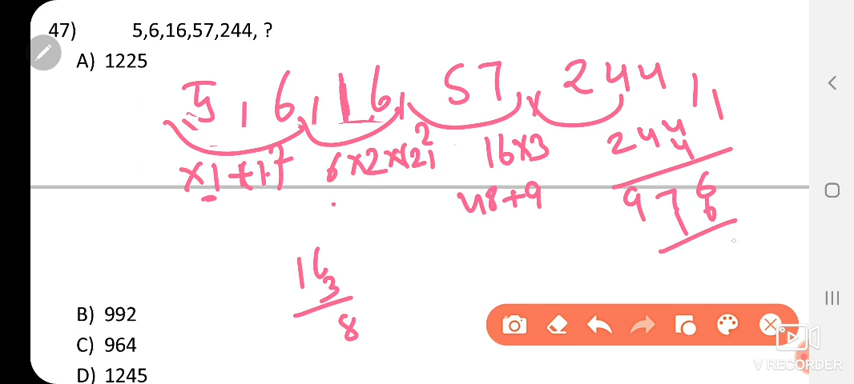 47) 5,6,16,57,244, ?
A) 1225
5, 6, 16, 57, 244,
×1 +1² 6×2× 2² 16×3 244
48+9 4
976
16
3
8
B) 992
C) 964
D) 1245
V RECORDER